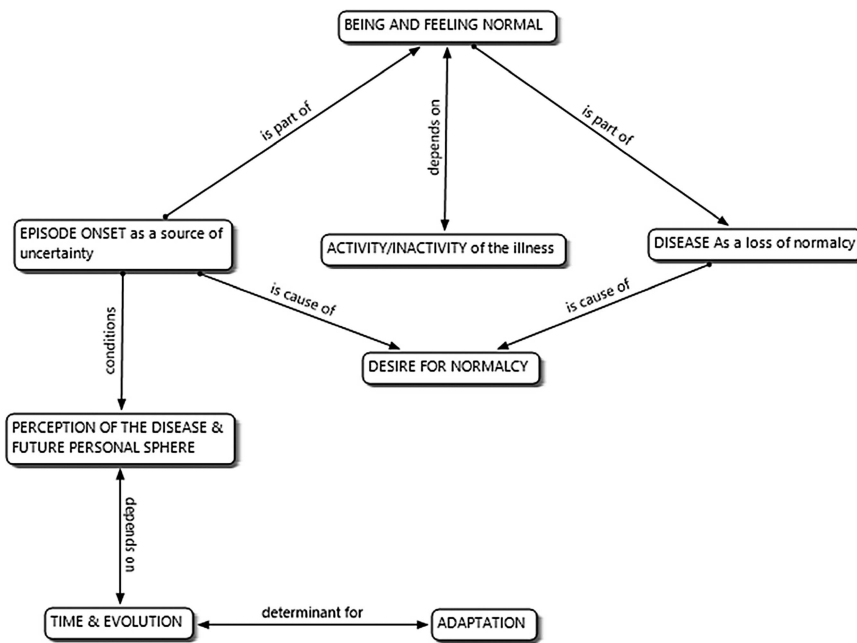 BEING AND FEELING NORMAL
is part of
depends on
is part of
EPISODE ONSET as a source of
uncertainty
ACTIVITY/INACTIVITY of the illness
DISEASE As a loss of normalcy
is cause of
is cause of
conditions
DESIRE FOR NORMALCY
PERCEPTION OF THE DISEASE &
FUTURE PERSONAL SPHERE
depends on
TIME & EVOLUTION
determinant for
ADAPTATION